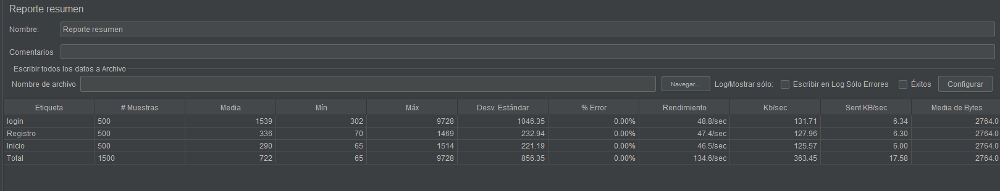 Reporte resumen
Nombre: Reporte resumen
Comentarios
Escribir todos los datos a Archivo
Nombre de archivo Navegar... Log/Mostrar sólo: Escribir en Log Sólo Errores Éxitos Configurar
Etiqueta # Muestras Media Mín Máx Desv. Estándar % Error Rendimiento Kb/sec Sent KB/sec Media de Bytes
login 500 1539 302 9728 1046.35 0.00% 48.8/sec 131.71 6.34 2764.0
Registro 500 336 70 1469 232.94 0.00% 47.4/sec 127.96 6.30 2764.0
Inicio 500 290 65 1514 221.19 0.00% 46.5/sec 125.57 6.00 2764.0
Total 1500 722 65 9728 856.35 0.00% 134.6/sec 363.45 17.58 2764.0